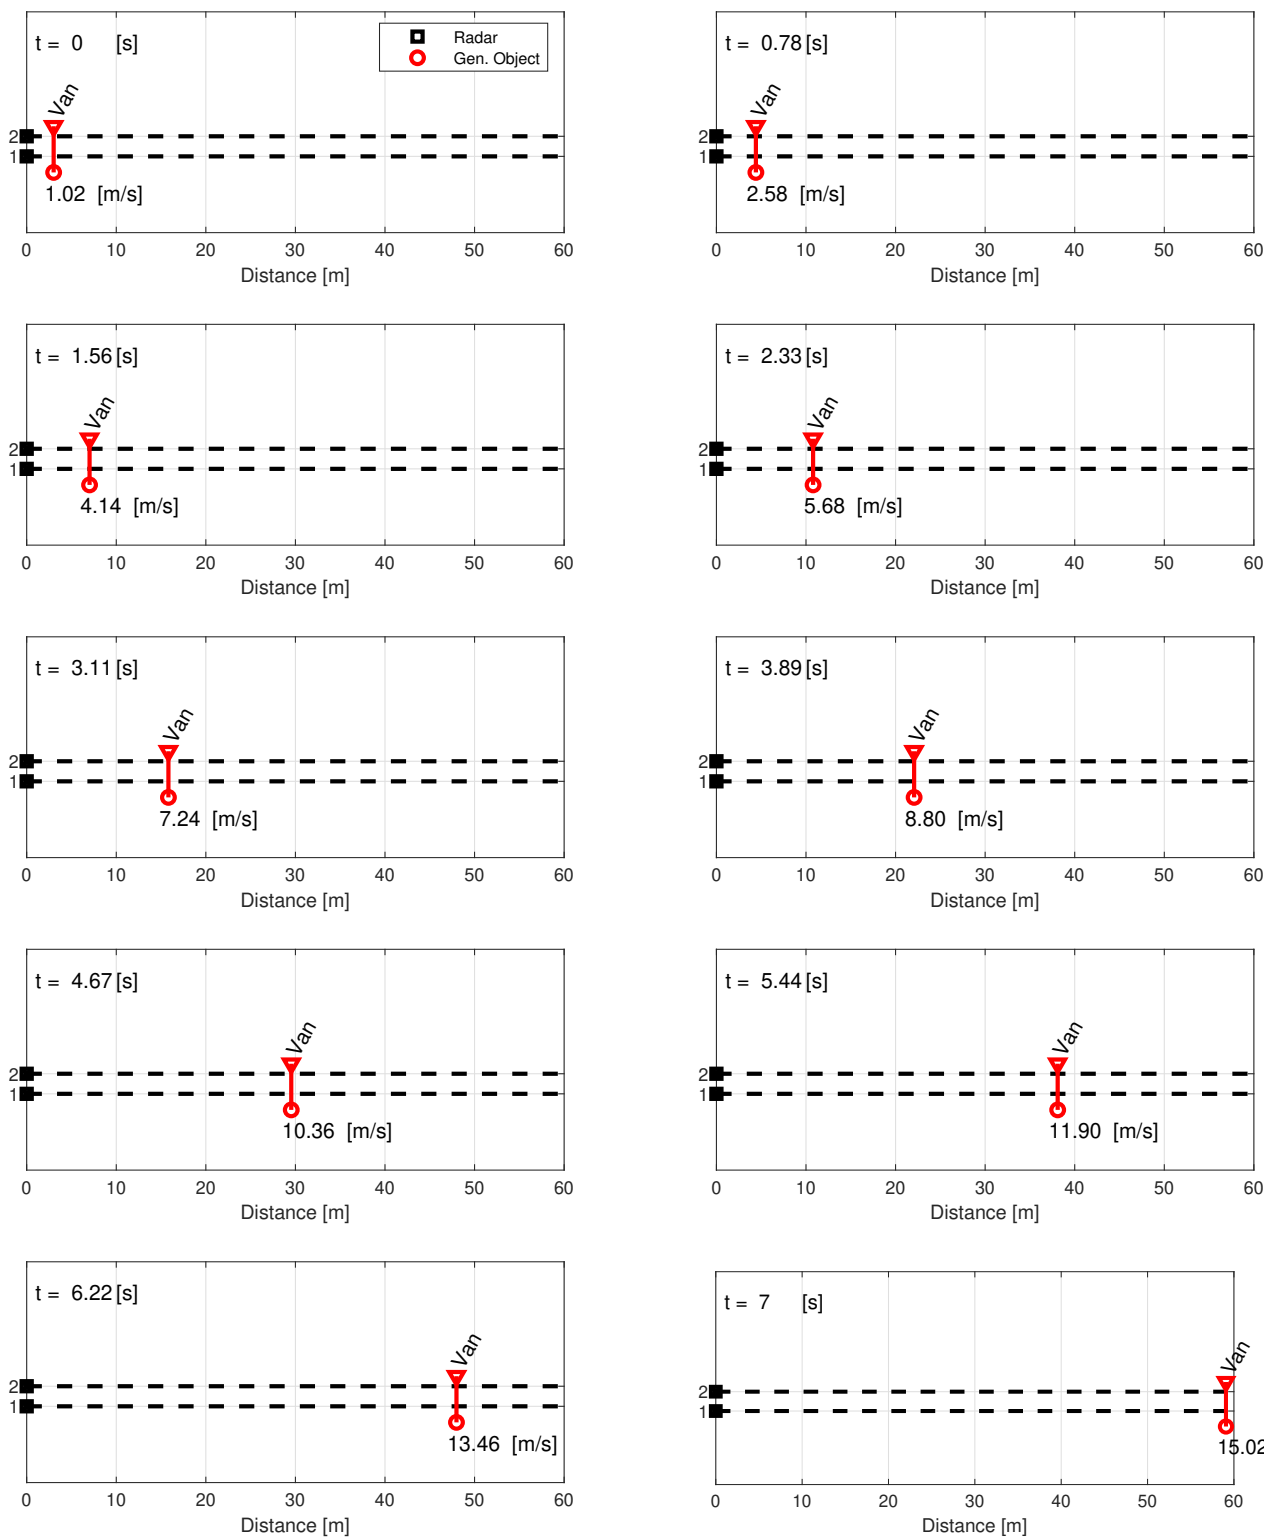 t = 0 [s]
Radar
Gen. Object
Van
2
1
1.02 [m/s]
0 10 20 30 40 50 60
Distance [m]
t = 0.78 [s]
Van
2
1
2.58 [m/s]
0 10 20 30 40 50 60
Distance [m]
t = 1.56 [s]
Van
2
1
4.14 [m/s]
0 10 20 30 40 50 60
Distance [m]
t = 2.33 [s]
Van
2
1
5.68 [m/s]
0 10 20 30 40 50 60
Distance [m]
t = 3.11 [s]
Van
2
1
7.24 [m/s]
0 10 20 30 40 50 60
Distance [m]
t = 3.89 [s]
Van
2
1
8.80 [m/s]
0 10 20 30 40 50 60
Distance [m]
t = 4.67 [s]
Van
2
1
10.36 [m/s]
0 10 20 30 40 50 60
Distance [m]
t = 5.44 [s]
Van
2
1
11.90 [m/s]
0 10 20 30 40 50 60
Distance [m]
t = 6.22 [s]
Van
2
1
13.46 [m/s]
0 10 20 30 40 50 60
Distance [m]
t = 7 [s]
Van
2
1
15.02
0 10 20 30 40 50 60
Distance [m]